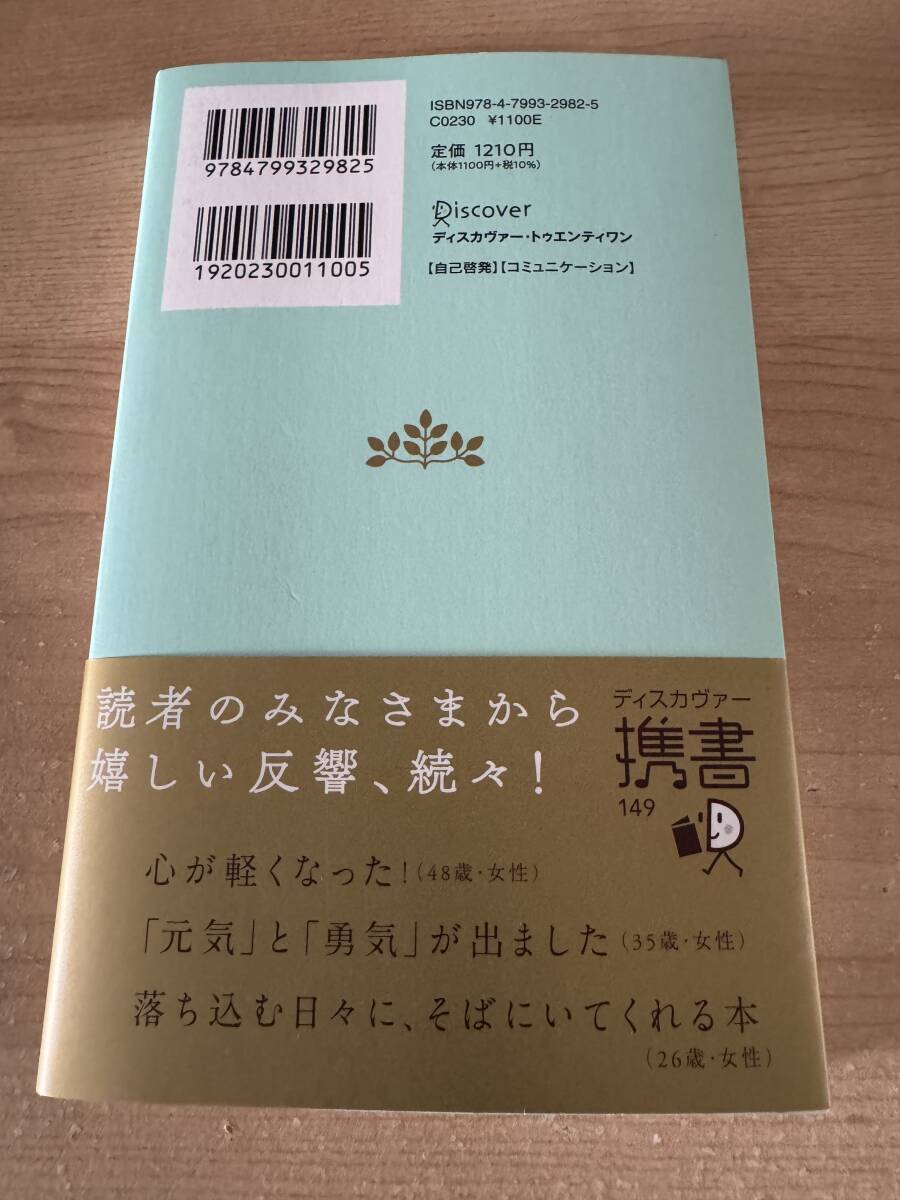 9784799329825
1920230011005
ISBN978-4-7993-2982-5
C0230 ¥1100E
定価 1210円
(本体1100円+税10%)
Discover
ディスカヴァー・トゥエンティワン
【自己啓発】【コミュニケーション】
読者のみなさまから
嬉しい反響、続々!
ディスカヴァー
携書
149
心が軽くなった!(48歳・女性)
「元気」と「勇気」が出ました(35歳・女性)
落ち込む日々に、そばにいてくれる本
(26歳・女性)